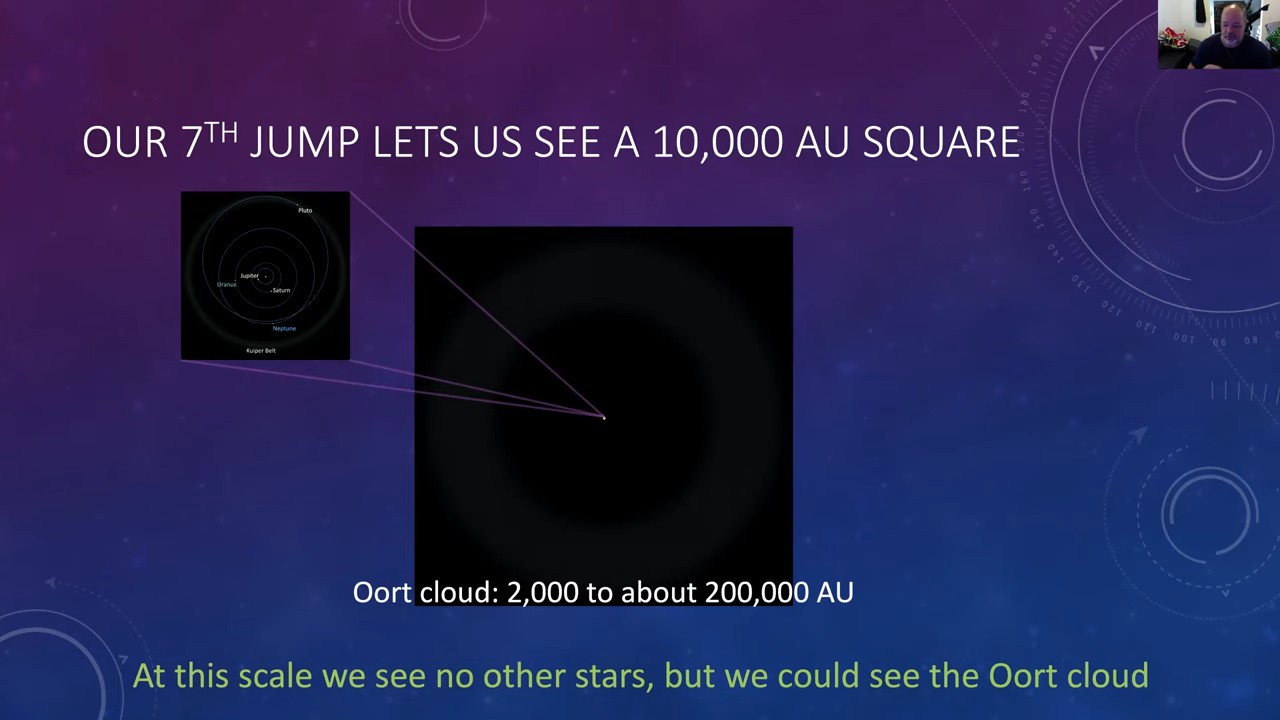 OUR 7TH JUMP LETS US SEE A 10,000 AU SQUARE
Pluto
Jupiter
Uranus
Saturn
Neptune
Kuiper Belt
Oort cloud: 2,000 to about 200,000 AU
At this scale we see no other stars, but we could see the Oort cloud